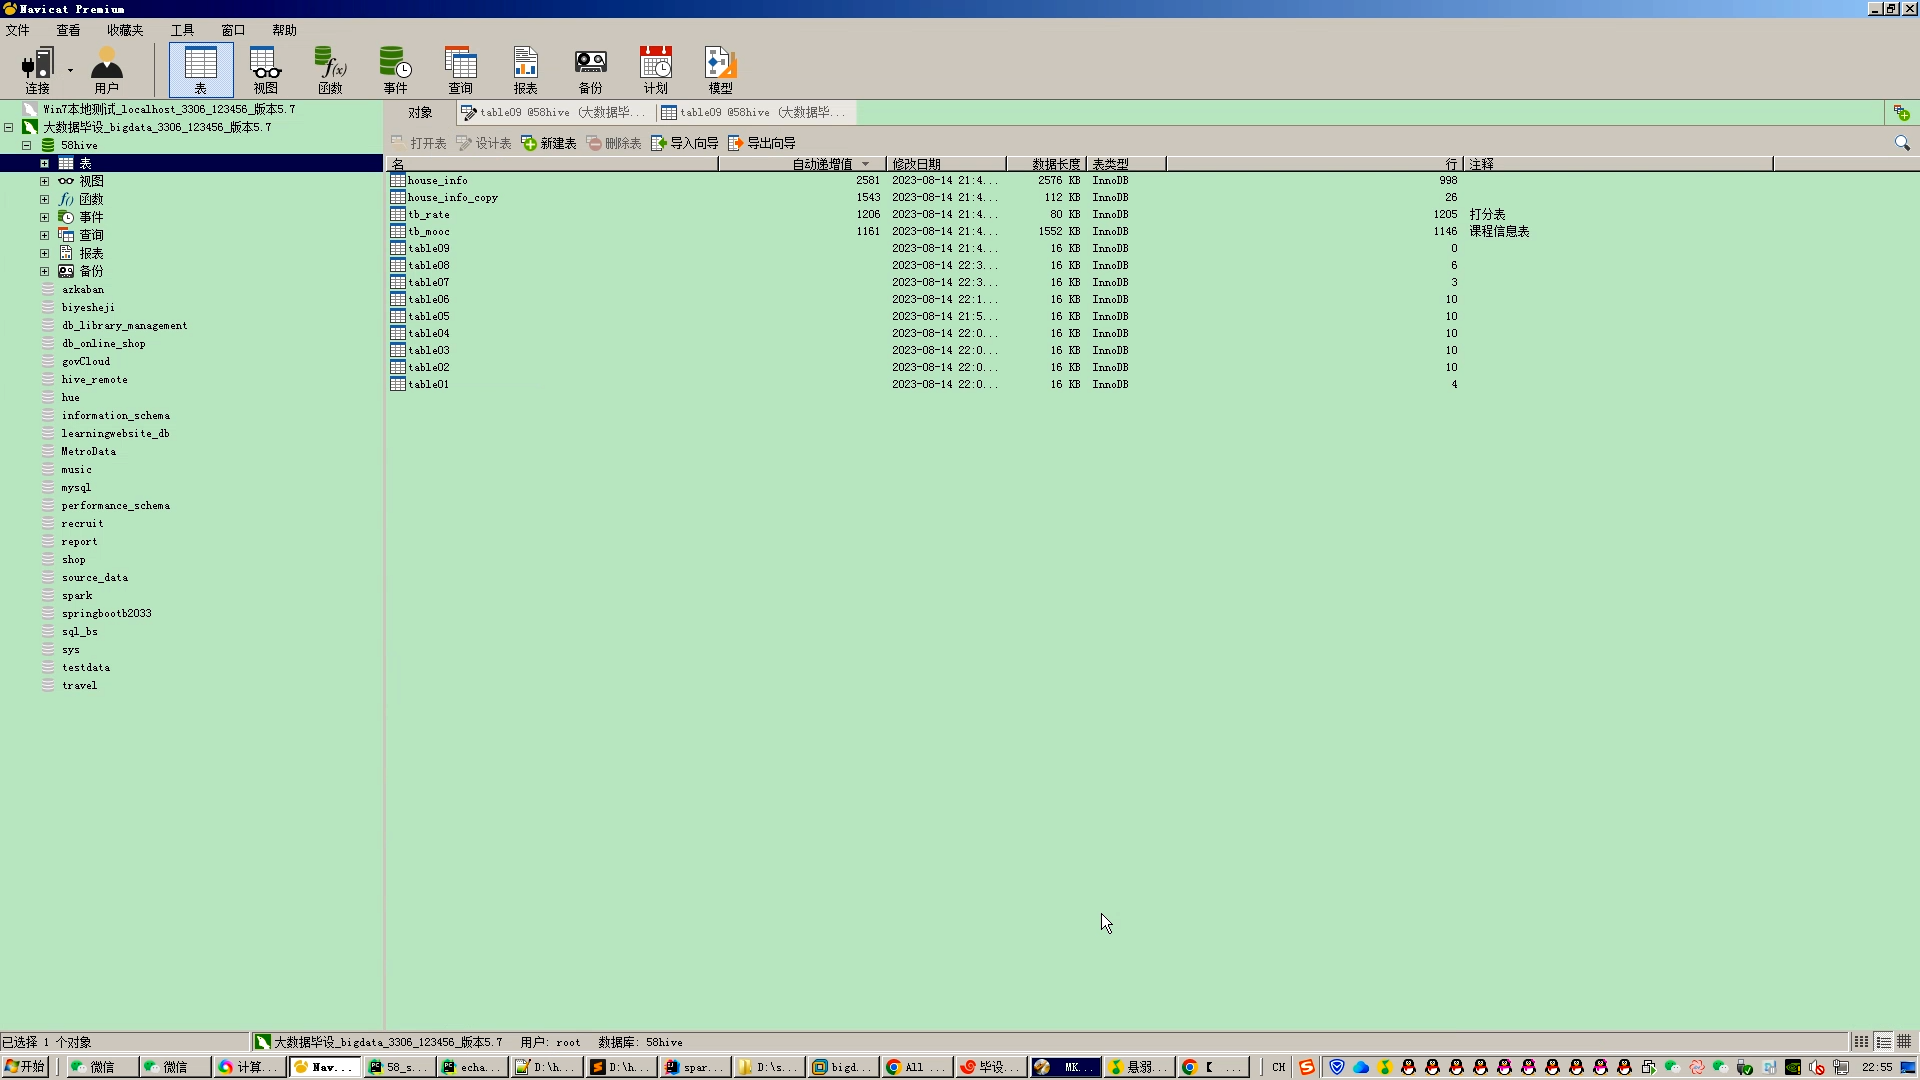 Navicat Premium
文件 查看 收藏夹 工具 窗口 帮助
连接 用户 表 视图 函数 事件 查询 报表 备份 计划 模型
Win7本地测试_localhost_3306_123456_版本5.7
大数据毕设_bigdata_3306_123456_版本5.7
58hive
表
视图
函数
事件
查询
报表
备份
azkaban
biyesheji
db_library_management
db_online_shop
govCloud
hive_remote
hue
information_schema
learningwebsite_db
MetroData
music
mysql
performance_schema
recruit
report
shop
source_data
spark
springbootb2033
sql_bs
sys
testdata
travel
对象 table09 @58hive (大数据毕... table09 @58hive (大数据毕...
打开表 设计表 新建表 删除表 导入向导 导出向导
名 自动递增值 修改日期 数据长度 表类型 行 注释
house_info 2581 2023-08-14 21:4... 2576 KB InnoDB 998
house_info_copy 1543 2023-08-14 21:4... 112 KB InnoDB 26
tb_rate 1206 2023-08-14 21:4... 80 KB InnoDB 1205 打分表
tb_mooc 1161 2023-08-14 21:4... 1552 KB InnoDB 1146 课程信息表
table09 2023-08-14 21:4... 16 KB InnoDB 0
table08 2023-08-14 22:3... 16 KB InnoDB 6
table07 2023-08-14 22:3... 16 KB InnoDB 3
table06 2023-08-14 22:1... 16 KB InnoDB 10
table05 2023-08-14 21:5... 16 KB InnoDB 10
table04 2023-08-14 22:0... 16 KB InnoDB 10
table03 2023-08-14 22:0... 16 KB InnoDB 10
table02 2023-08-14 22:0... 16 KB InnoDB 10
table01 2023-08-14 22:0... 16 KB InnoDB 4
已选择 1 个对象 大数据毕设_bigdata_3306_123456_版本5.7 用户: root 数据库: 58hive
开始 微信 微信 计算... Nav... 58_s... echa... D:\h... D:\h... spar... D:\s... bigd... All ... 毕设... MK... 悬弱... 【 ... CH 22:55